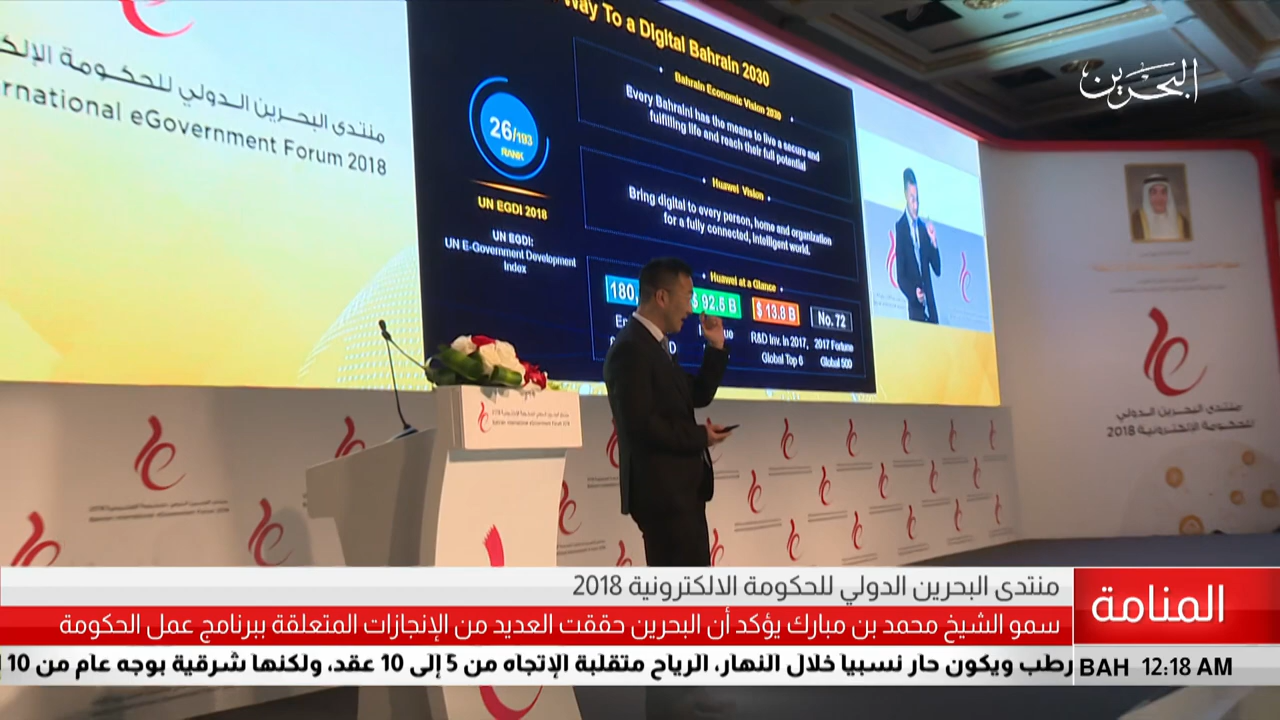 البحرين
منتدى البحرين الدولي للحكومة الإلك
rnational eGovernment Forum 2018
Way To a Digital Bahrain 2030
26/193
RANK
UN EGDI 2018
UN EGDI:
UN E-Government Development
Index
Bahrain Economic Vision 2030
Every Bahraini has the means to live a secure and
fulfilling life and reach their full potential
Huawei Vision
Bring digital to every person, home and organization
for a fully connected, intelligent world.
Huawei at a Glance
180,
$ 92.5 B
$ 13.8 B
R&D Inv. in 2017,
Global Top 6
No. 72
2017 Fortune
Global 500
منتدى البحرين الدولي
للحكومة الإلكترونية 2018
المنامة
منتدى البحرين الدولي للحكومة الالكترونية 2018
سمو الشيخ محمد بن مبارك يؤكد أن البحرين حققت العديد من الإنجازات المتعلقة ببرنامج عمل الحكومة
رطب ويكون حار نسبيا خلال النهار، الرياح متقلبة الإتجاه من 5 إلى 10 عقد، ولكنها شرقية بوجه عام من 10
BAH 12:18 AM